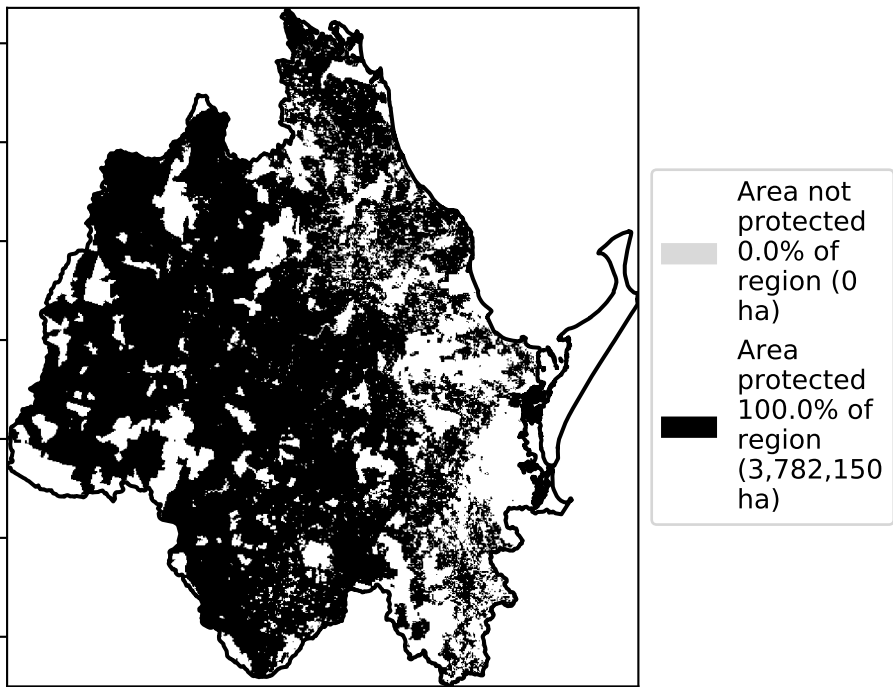 Area not
protected
0.0% of
region (0
ha)
Area
protected
100.0% of
region
(3,782,150
ha)